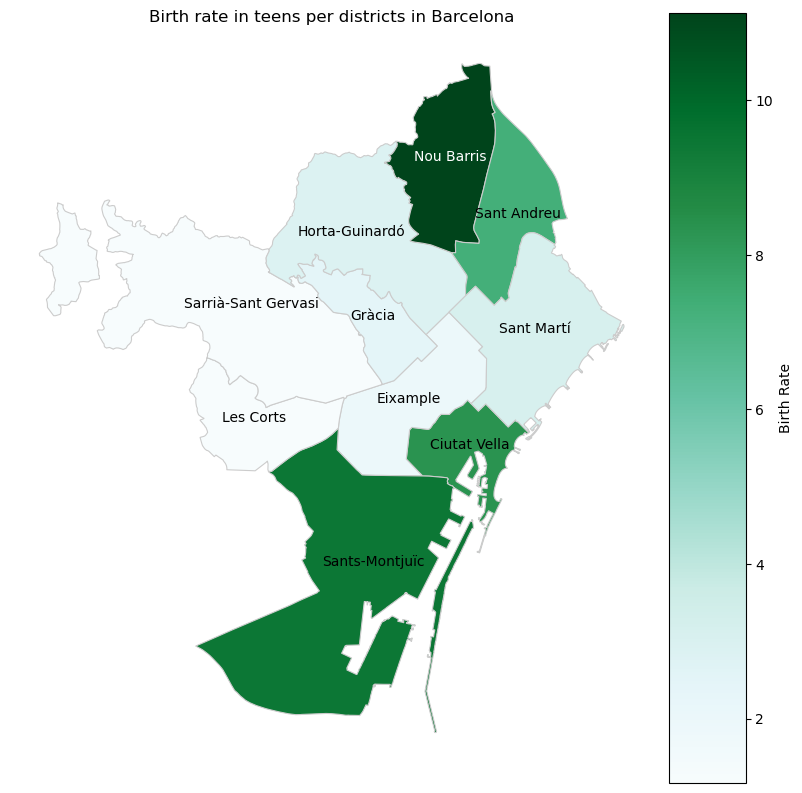 Birth rate in teens per districts in Barcelona
Nou Barris
Sant Andreu
Horta-Guinardó
Sarrià-Sant Gervasi
Gràcia
Sant Martí
Eixample
Les Corts
Ciutat Vella
Sants-Montjuïc
10
8
6
4
2
Birth Rate